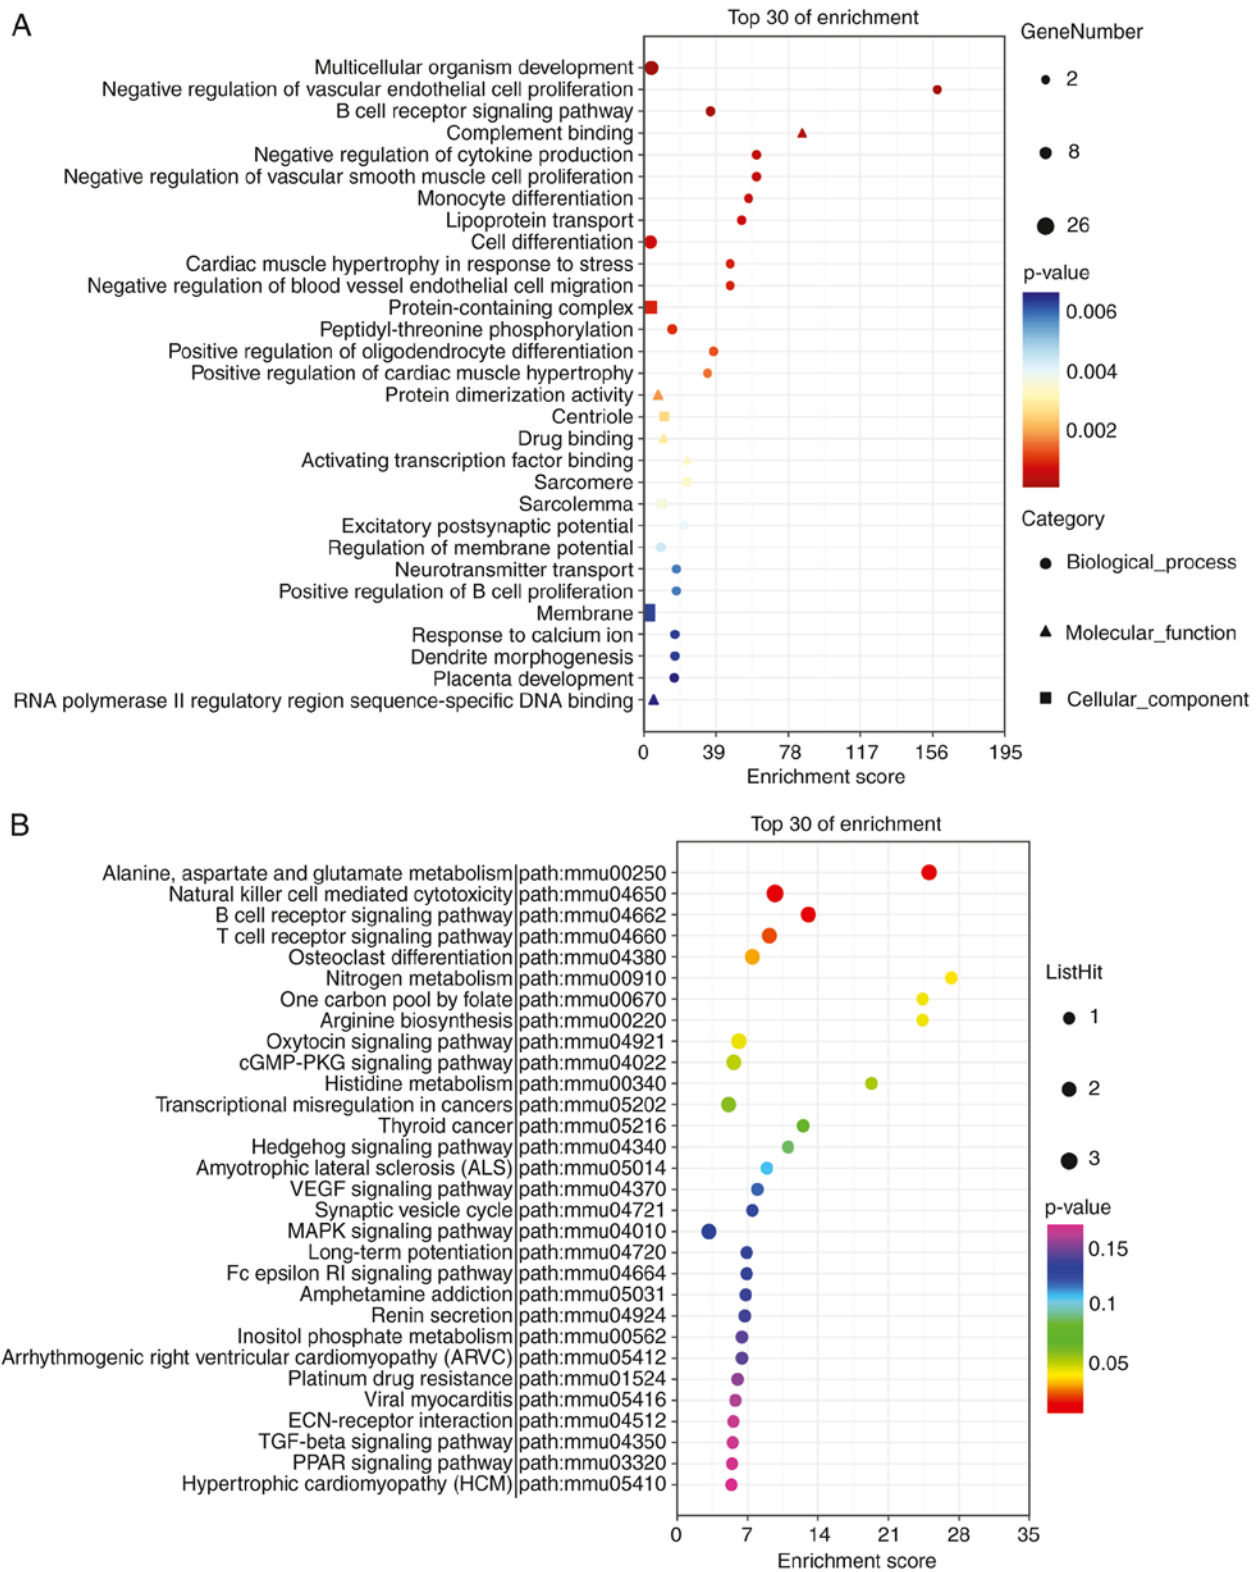 A
Top 30 of enrichment
Multicellular organism development
Negative regulation of vascular endothelial cell proliferation
B cell receptor signaling pathway
Complement binding
Negative regulation of cytokine production
Negative regulation of vascular smooth muscle cell proliferation
Monocyte differentiation
Lipoprotein transport
Cell differentiation
Cardiac muscle hypertrophy in response to stress
Negative regulation of blood vessel endothelial cell migration
Protein-containing complex
Peptidyl-threonine phosphorylation
Positive regulation of oligodendrocyte differentiation
Positive regulation of cardiac muscle hypertrophy
Protein dimerization activity
Centriole
Drug binding
Activating transcription factor binding
Sarcomere
Sarcolemma
Excitatory postsynaptic potential
Regulation of membrane potential
Neurotransmitter transport
Positive regulation of B cell proliferation
Membrane
Response to calcium ion
Dendrite morphogenesis
Placenta development
RNA polymerase II regulatory region sequence-specific DNA binding
0 39 78 117 156 195
Enrichment score
GeneNumber
2
8
26
p-value
0.006
0.004
0.002
Category
Biological_process
Molecular_function
Cellular_component
B
Top 30 of enrichment
Alanine, aspartate and glutamate metabolism|path:mmu00250
Natural killer cell mediated cytotoxicity|path:mmu04650
B cell receptor signaling pathway|path:mmu04662
T cell receptor signaling pathway|path:mmu04660
Osteoclast differentiation|path:mmu04380
Nitrogen metabolism|path:mmu00910
One carbon pool by folate|path:mmu00670
Arginine biosynthesis|path:mmu00220
Oxytocin signaling pathway|path:mmu04921
cGMP-PKG signaling pathway|path:mmu04022
Histidine metabolism|path:mmu00340
Transcriptional misregulation in cancers|path:mmu05202
Thyroid cancer|path:mmu05216
Hedgehog signaling pathway|path:mmu04340
Amyotrophic lateral sclerosis (ALS)|path:mmu05014
VEGF signaling pathway|path:mmu04370
Synaptic vesicle cycle|path:mmu04721
MAPK signaling pathway|path:mmu04010
Long-term potentiation|path:mmu04720
Fc epsilon RI signaling pathway|path:mmu04664
Amphetamine addiction|path:mmu05031
Renin secretion|path:mmu04924
Inositol phosphate metabolism|path:mmu00562
Arrhythmogenic right ventricular cardiomyopathy (ARVC)|path:mmu05412
Platinum drug resistance|path:mmu01524
Viral myocarditis|path:mmu05416
ECN-receptor interaction|path:mmu04512
TGF-beta signaling pathway|path:mmu04350
PPAR signaling pathway|path:mmu03320
Hypertrophic cardiomyopathy (HCM)|path:mmu05410
0 7 14 21 28 35
Enrichment score
ListHit
1
2
3
p-value
0.15
0.1
0.05